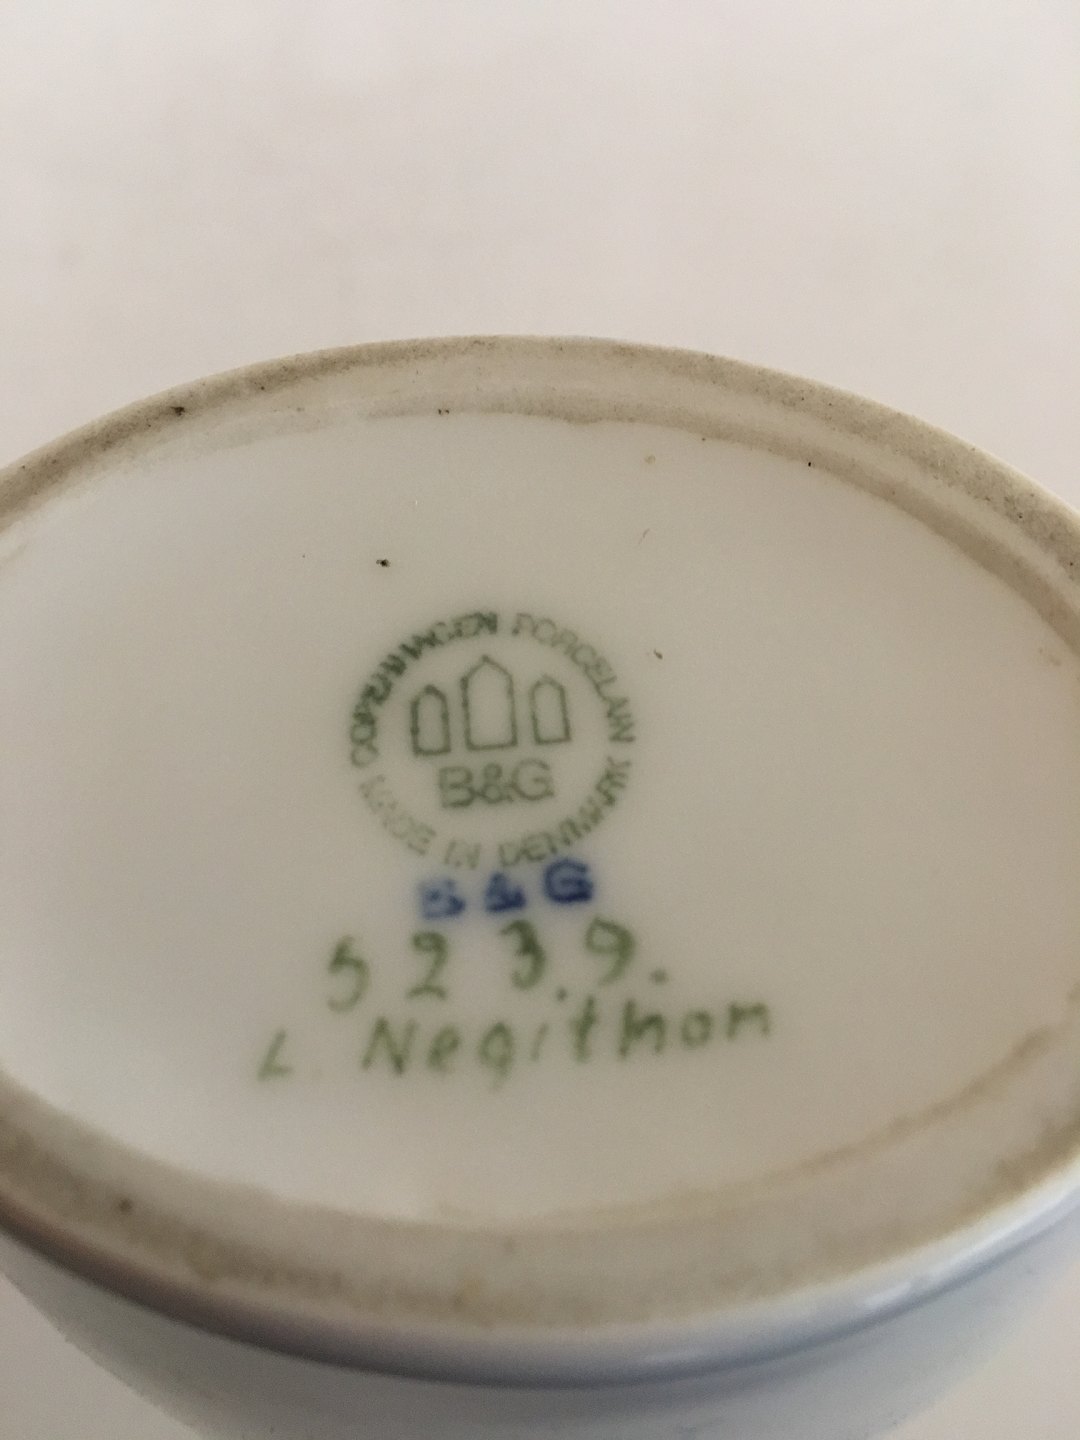 COPENHAGEN PORCELAIN
B&G
MADE IN DENMARK
B & G
5239.
L. Negithon